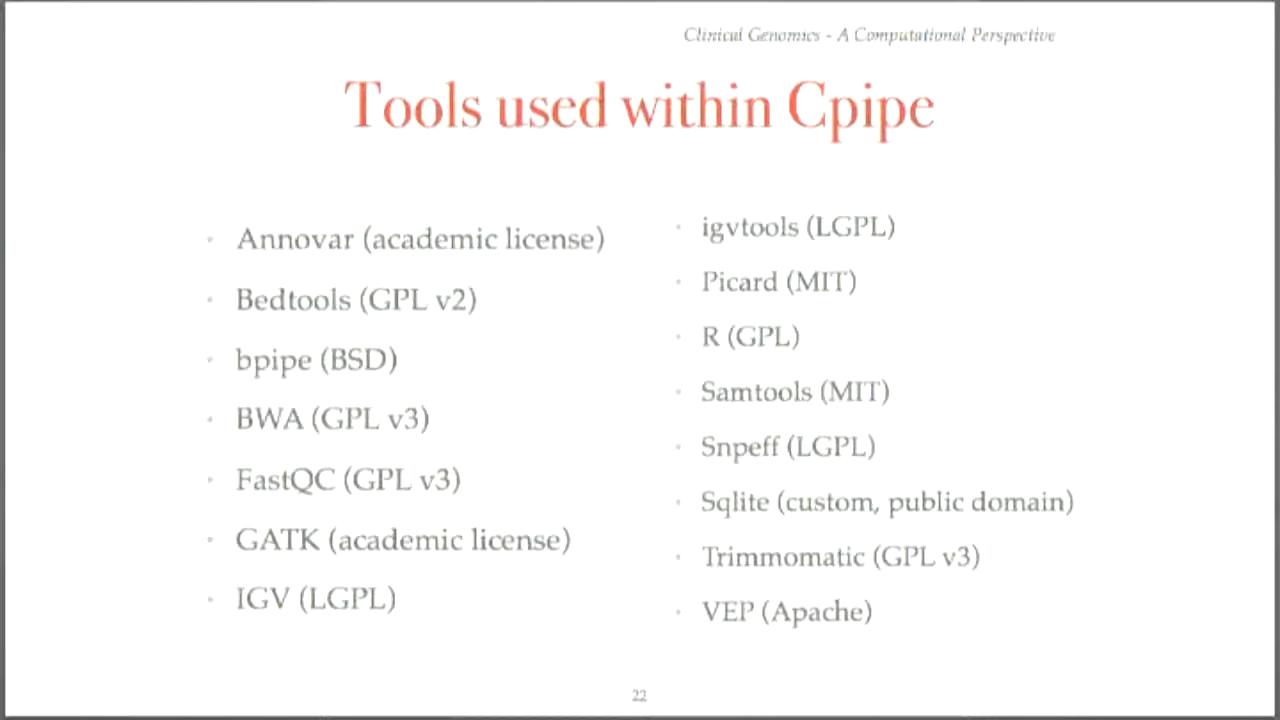 Clinical Genomics - A Computational Perspective
Tools used within Cpipe
Annovar (academic license)
Bedtools (GPL v2)
bpipe (BSD)
BWA (GPL v3)
FastQC (GPL v3)
GATK (academic license)
IGV (LGPL)
igvtools (LGPL)
Picard (MIT)
R (GPL)
Samtools (MIT)
Snpeff (LGPL)
Sqlite (custom, public domain)
Trimmomatic (GPL v3)
VEP (Apache)
22